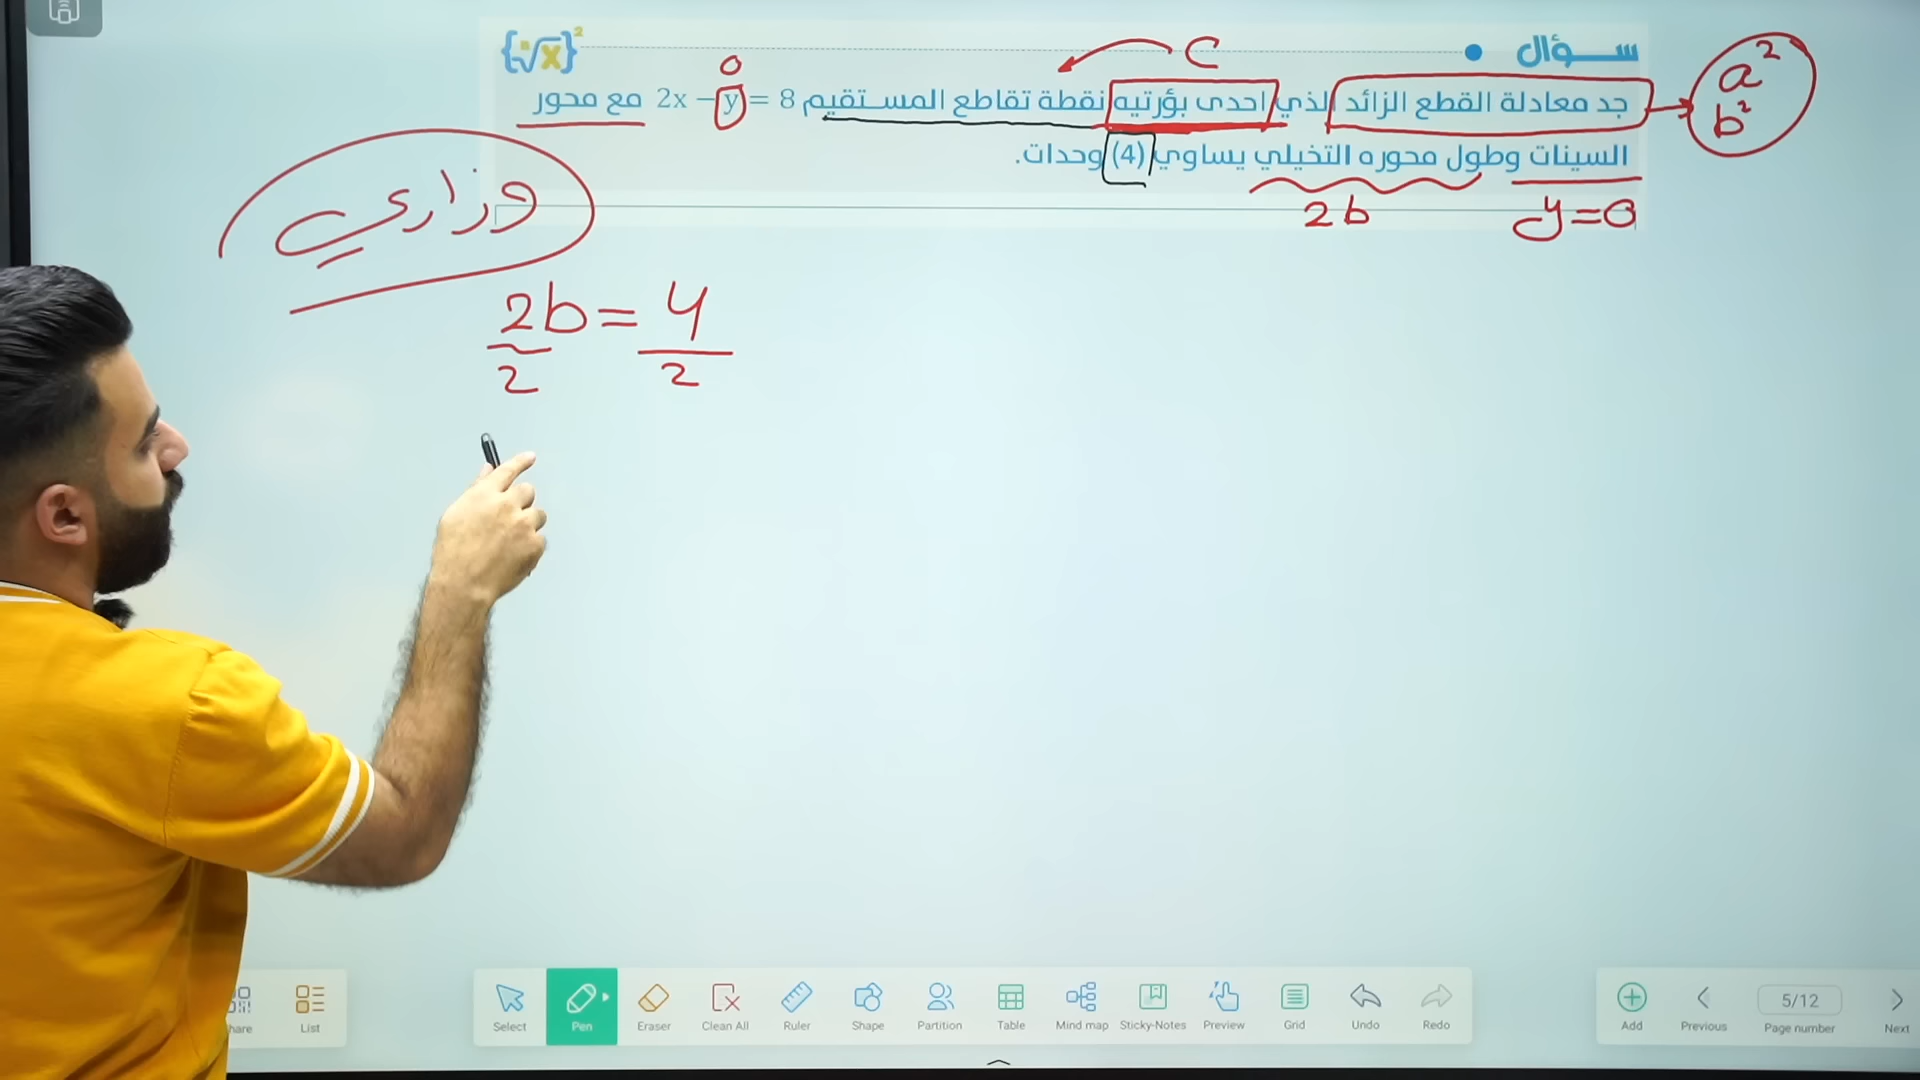 سؤال
{ⁿ√x}²
C
0
a²
b²
جد معادلة القطع الزائد الذي احدى بؤرتيه نقطة تقاطع المستقيم 2x − y = 8 مع محور
السينات وطول محوره التخيلي يساوي (4) وحدات.
y=0
2b
وزاري
2b = 4
2 2
hare
List
Select
Pen
Eraser
Clean All
Ruler
Shape
Partition
Table
Mind map
Sticky-Notes
Preview
Grid
Undo
Redo
Add
Previous
5/12
Page number
Next